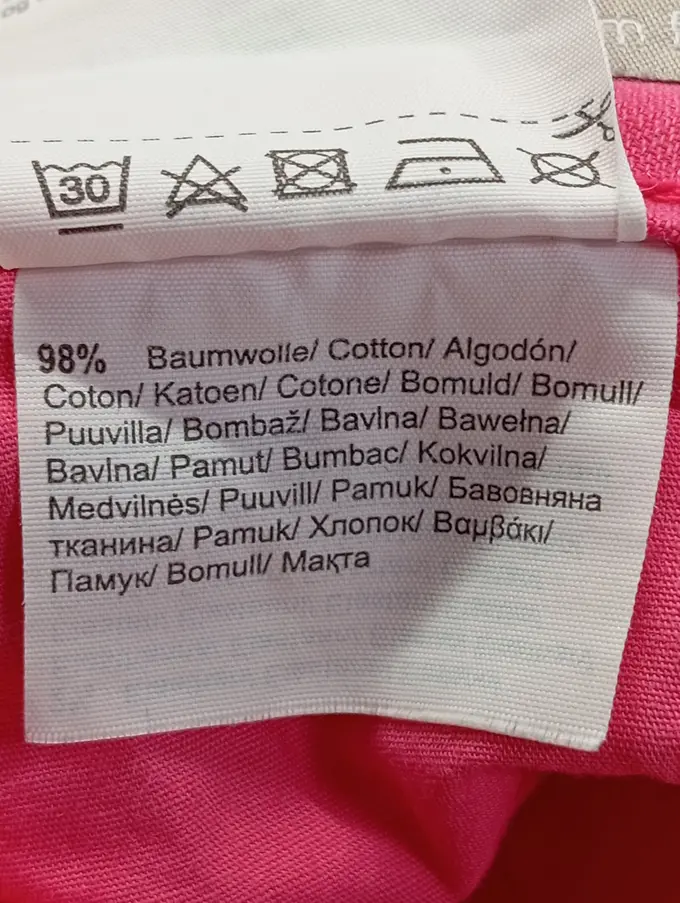 30
98% Baumwolle/ Cotton/ Algodón/
Coton/ Katoen/ Cotone/ Bomuld/ Bomull/
Puuvilla/ Bombaž/ Bavlna/ Bawełna/
Bavlna/ Pamut/ Bumbac/ Kokvilna/
Medvilnės/ Puuvill/ Pamuk/ Бавовняна
тканина/ Pamuk/ Хлопок/ Βαμβάκι/
Памук/ Bomull/ Мақта